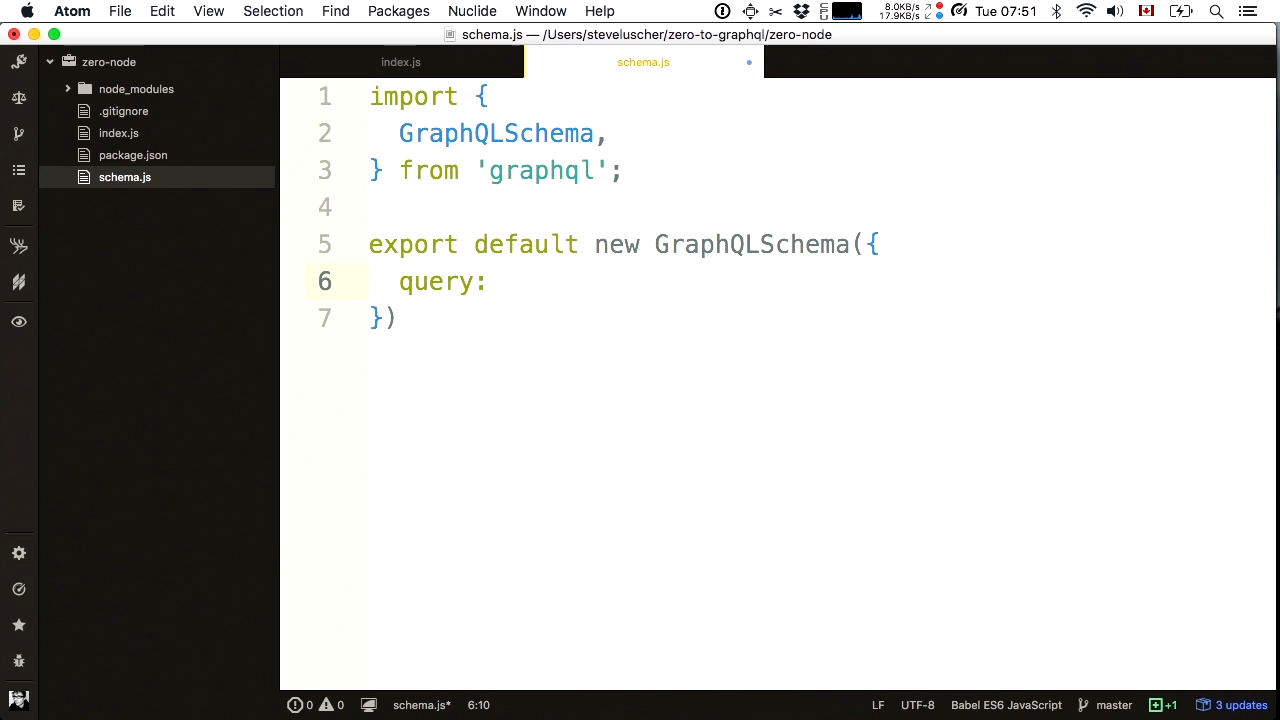 Atom File Edit View Selection Find Packages Nuclide Window Help 8.0KB/s 17.9KB/s Tue 07:51
schema.js — /Users/steveluscher/zero-to-graphql/zero-node
zero-node
node_modules
.gitignore
index.js
package.json
schema.js
index.js schema.js
1 import {
2 GraphQLSchema,
3 } from 'graphql';
4
5 export default new GraphQLSchema({
6 query:
7 })
0 0 schema.js* 6:10 LF UTF-8 Babel ES6 JavaScript master +1 3 updates